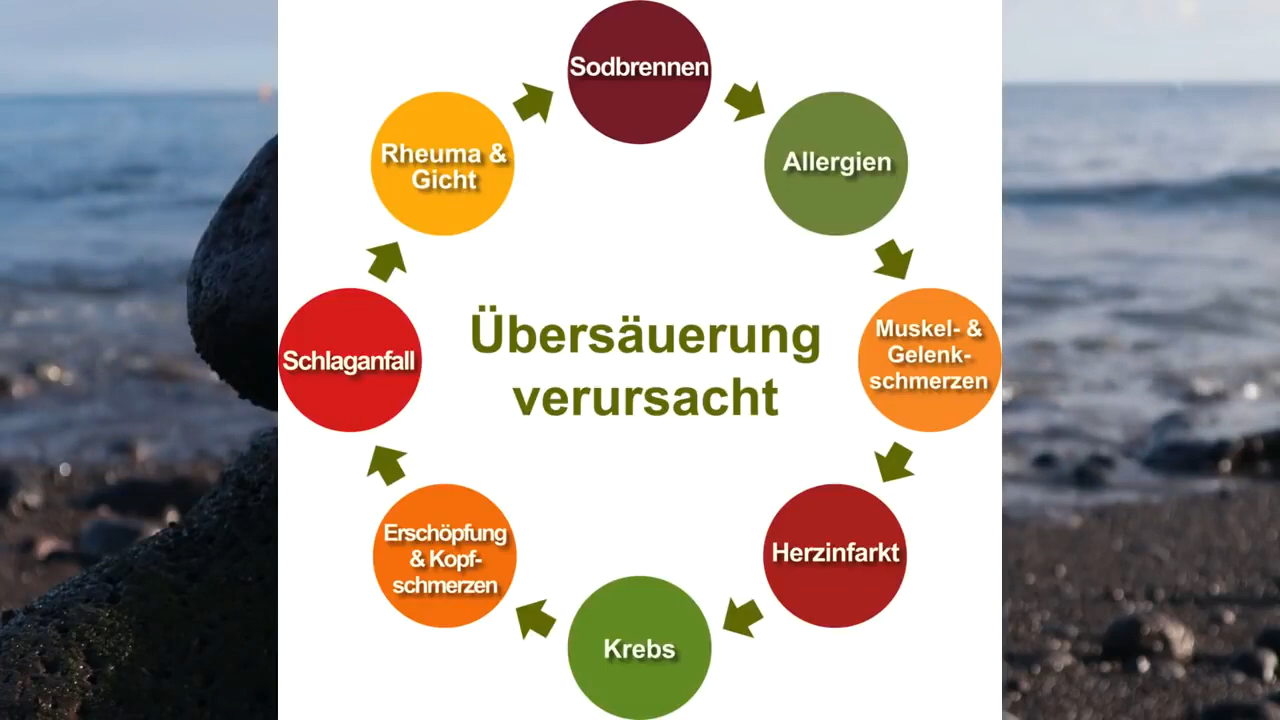 Übersäuerung
verursacht
Sodbrennen
Allergien
Muskel- &
Gelenk-
schmerzen
Herzinfarkt
Krebs
Erschöpfung
& Kopf-
schmerzen
Schlaganfall
Rheuma &
Gicht